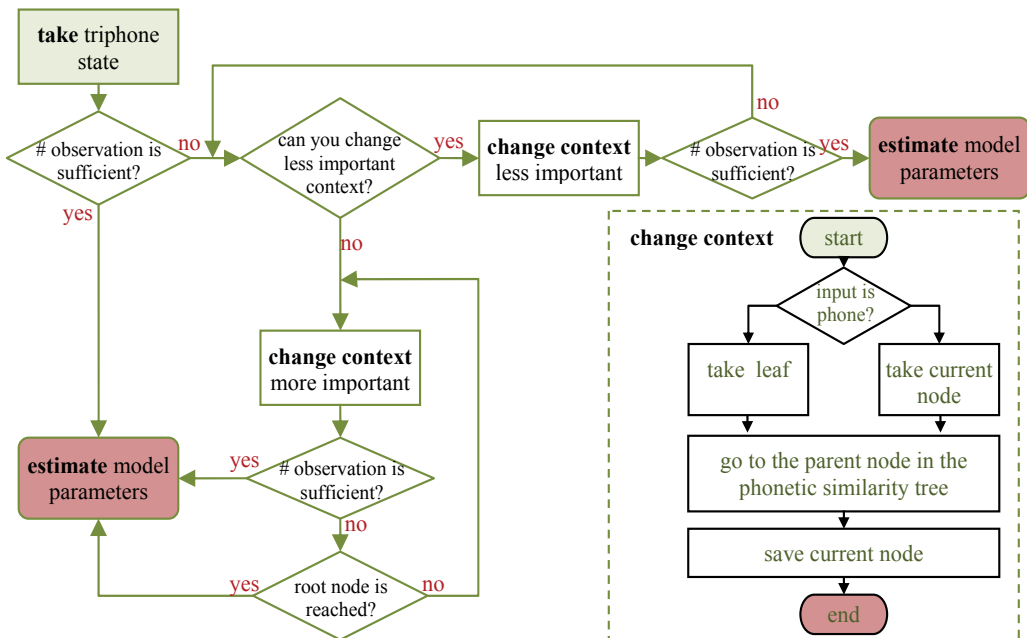 take triphone
state
# observation is
sufficient?
no
yes
can you change
less important
context?
yes
no
change context
less important
# observation is
sufficient?
no
yes
estimate model
parameters
change context
more important
# observation is
sufficient?
yes
no
root node is
reached?
yes
no
estimate model
parameters
change context
start
input is
phone?
take leaf
take current
node
go to the parent node in the
phonetic similarity tree
save current node
end